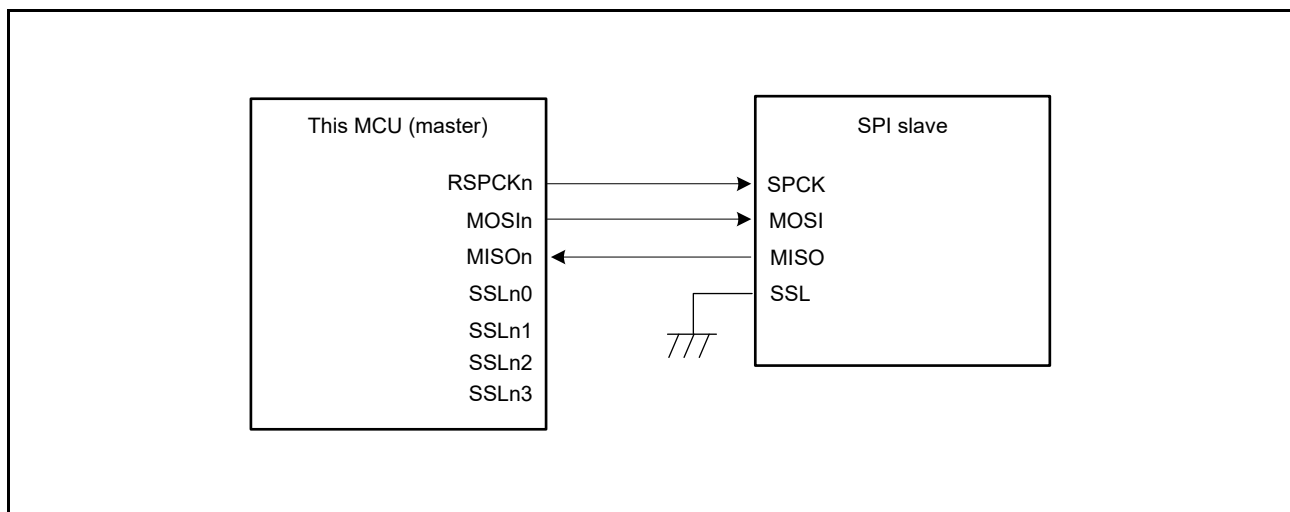 This MCU (master)
RSPCKn
MOSIn
MISOn
SSLn0
SSLn1
SSLn2
SSLn3
SPI slave
SPCK
MOSI
MISO
SSL